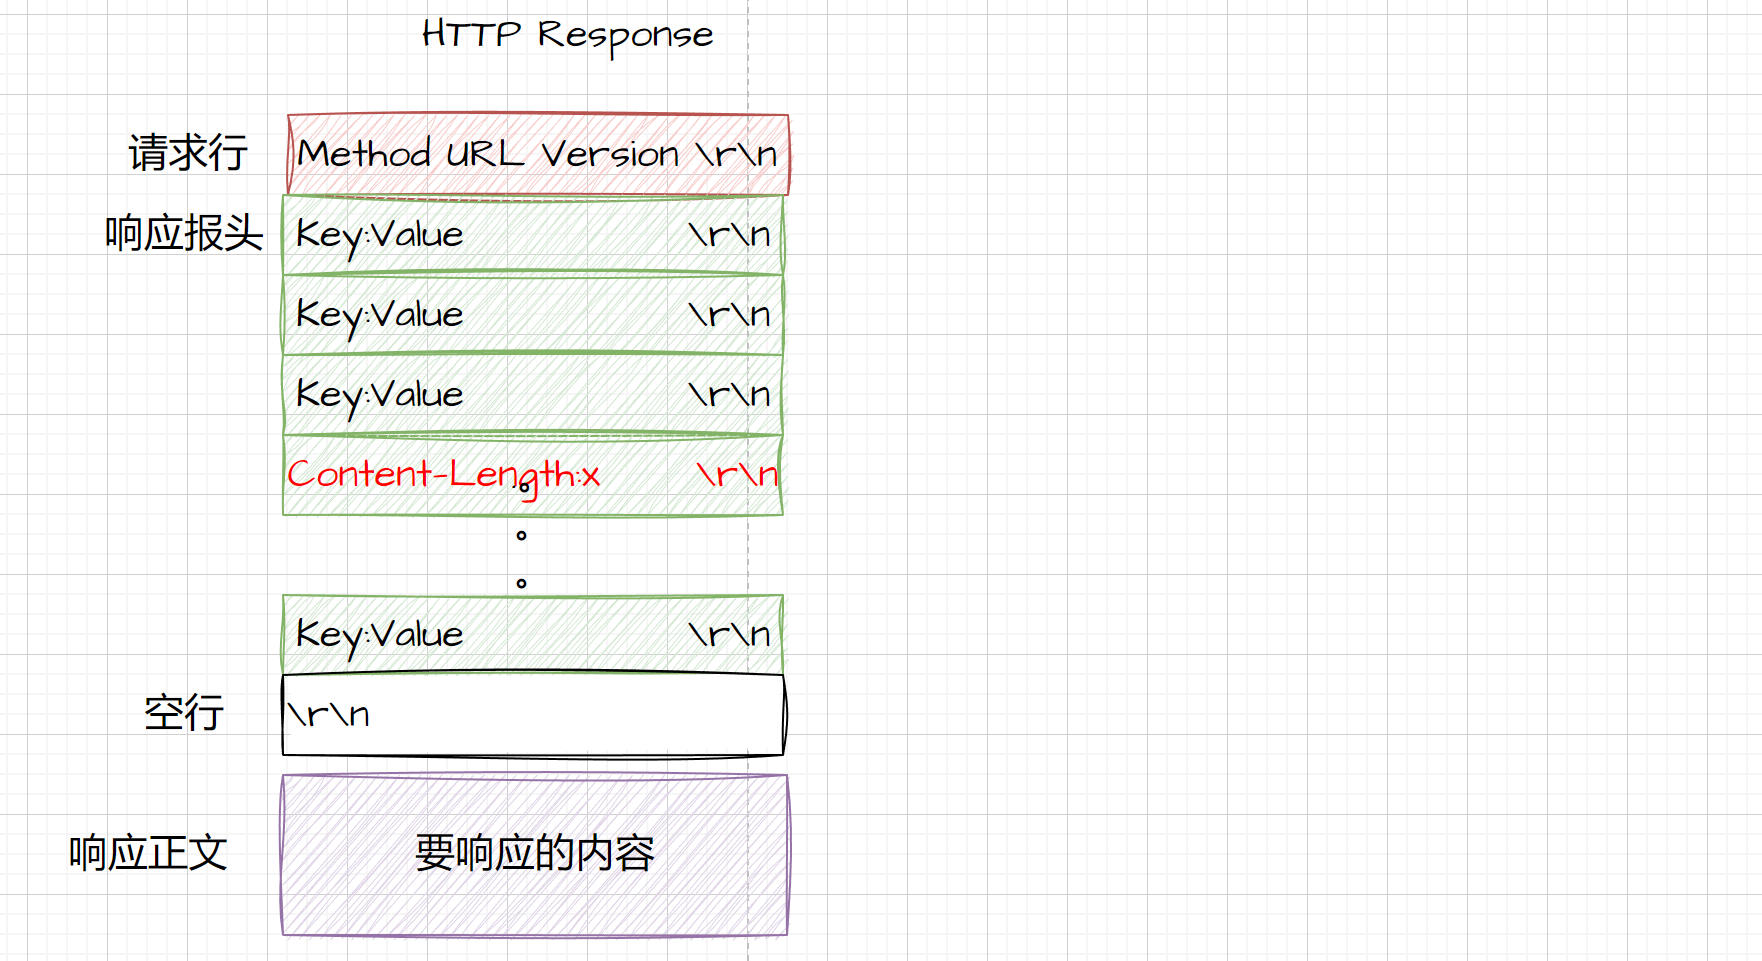 HTTP Response
请求行 Method URL Version \r\n
响应报头 Key:Value \r\n
Key:Value \r\n
Key:Value \r\n
Content-Length:x \r\n
。
。
。
Key:Value \r\n
空行 \r\n
响应正文 要响应的内容